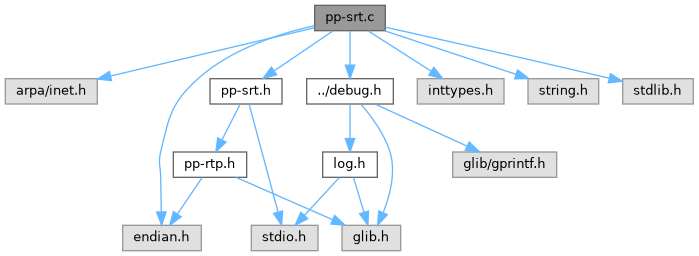 pp-srt.c
arpa/inet.h
pp-srt.h
../debug.h
inttypes.h
string.h
stdlib.h
pp-rtp.h
log.h
glib/gprintf.h
endian.h
stdio.h
glib.h